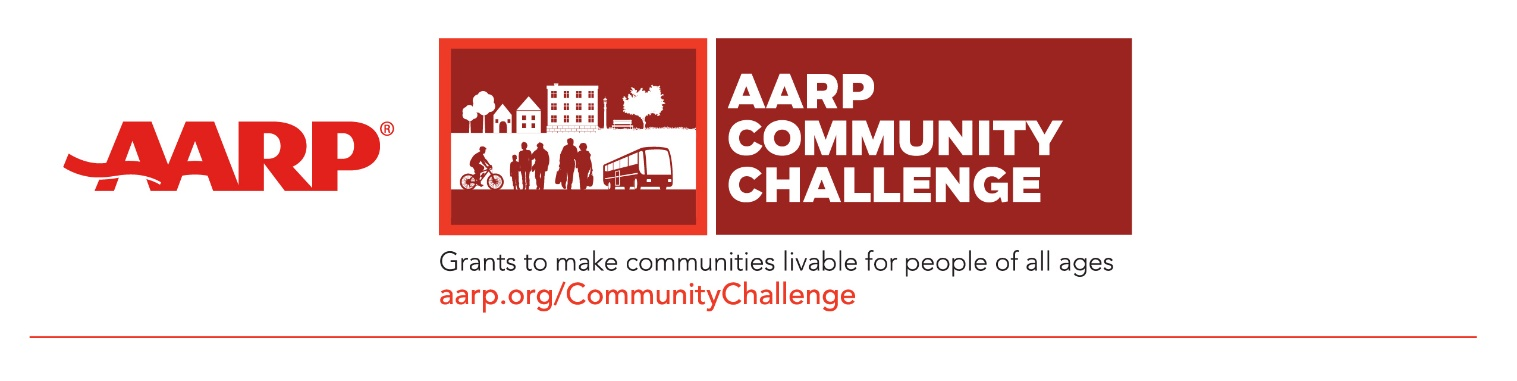 AARP®
AARP
COMMUNITY
CHALLENGE
Grants to make communities livable for people of all ages
aarp.org/CommunityChallenge